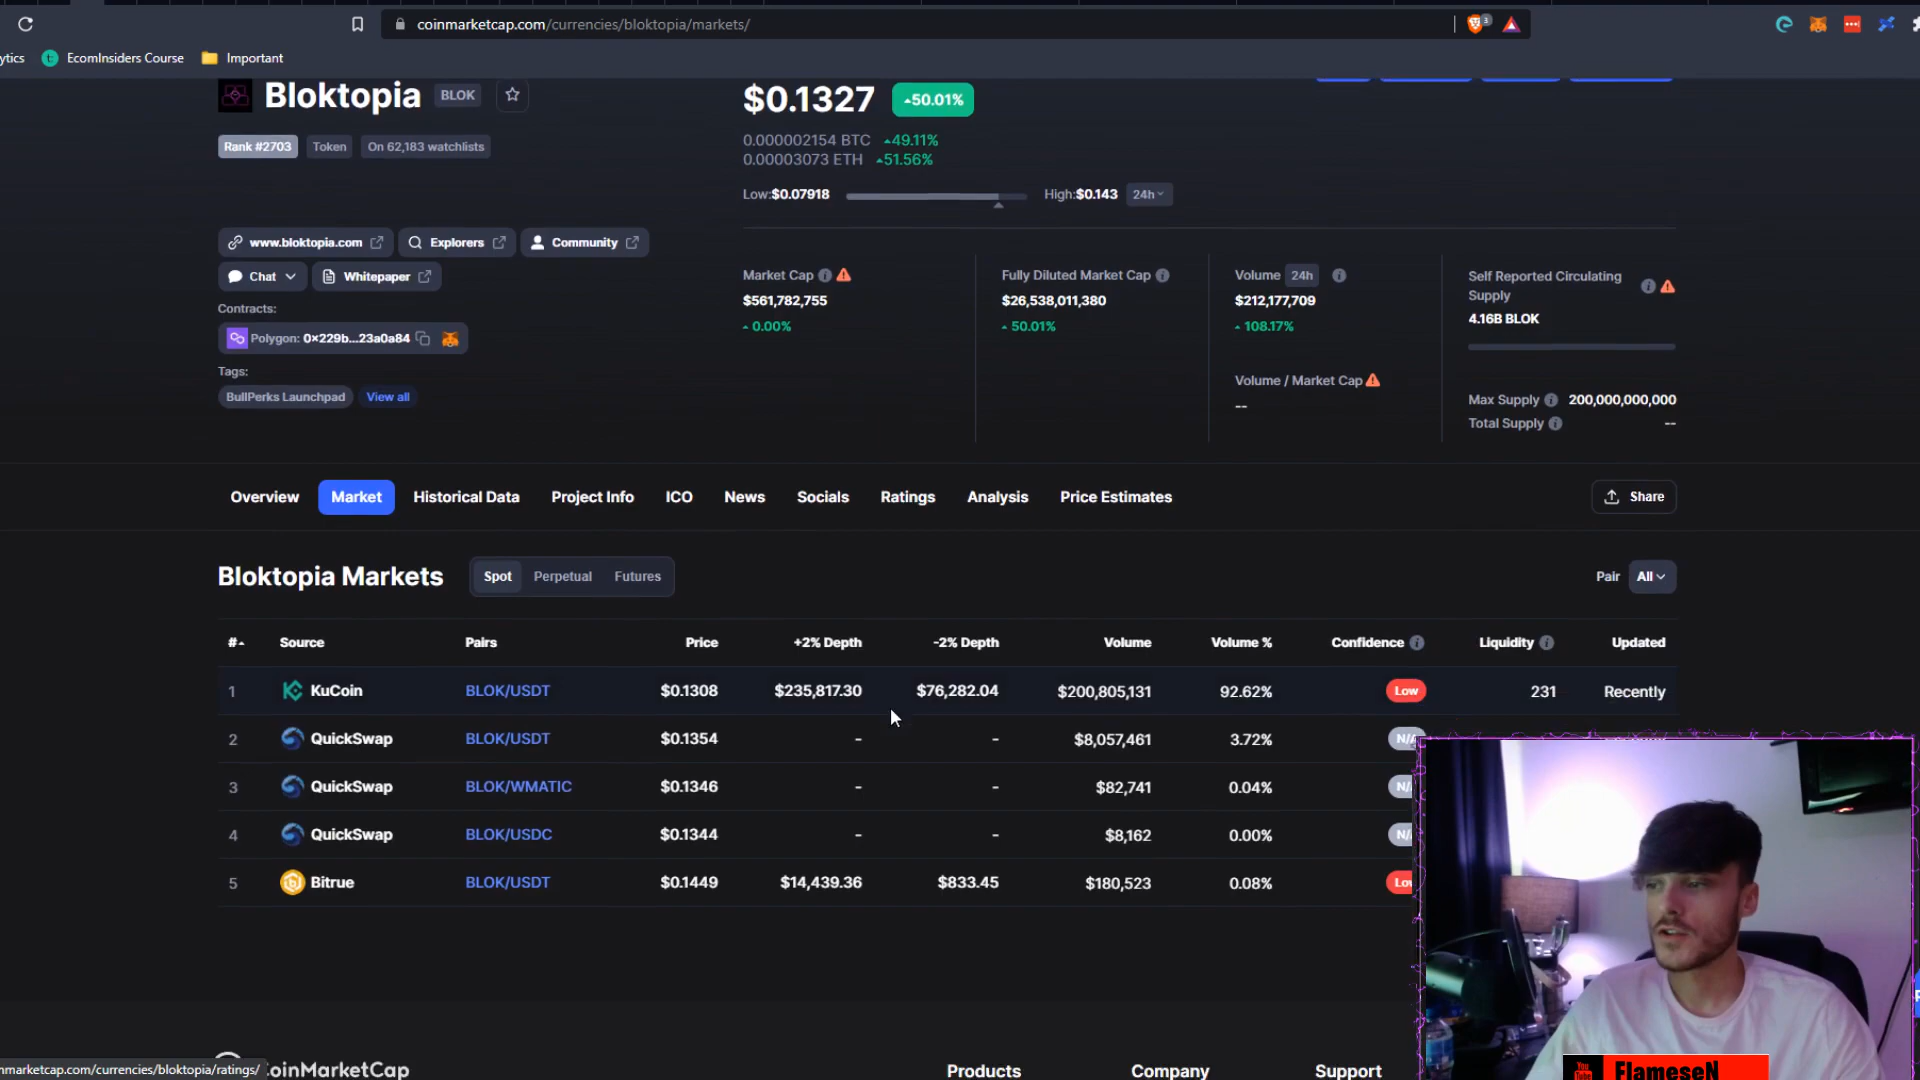 coinmarketcap.com/currencies/bloktopia/markets/
3
ytics EcomInsiders Course Important
Bloktopia BLOK
$0.1327 50.01%
Rank #2703 Token On 62,183 watchlists
0.000002154 BTC 49.11%
0.00003073 ETH 51.56%
Low:$0.07918 High:$0.143 24h
www.bloktopia.com Explorers Community
Chat Whitepaper
Contracts:
Polygon: 0x229b...23a0a84
Tags:
BullPerks Launchpad View all
Market Cap
$561,782,755
0.00%
Fully Diluted Market Cap
$26,538,011,380
50.01%
Volume 24h
$212,177,709
108.17%
Volume / Market Cap
--
Self Reported Circulating
Supply
4.16B BLOK
Max Supply 200,000,000,000
Total Supply --
Overview Market Historical Data Project Info ICO News Socials Ratings Analysis Price Estimates Share
Bloktopia Markets Spot Perpetual Futures Pair All
# Source Pairs Price +2% Depth -2% Depth Volume Volume % Confidence Liquidity Updated
1 KuCoin BLOK/USDT $0.1308 $235,817.30 $76,282.04 $200,805,131 92.62% Low 231 Recently
2 QuickSwap BLOK/USDT $0.1354 - - $8,057,461 3.72% N/
3 QuickSwap BLOK/WMATIC $0.1346 - - $82,741 0.04% N/
4 QuickSwap BLOK/USDC $0.1344 - - $8,162 0.00% N/
5 Bitrue BLOK/USDT $0.1449 $14,439.36 $833.45 $180,523 0.08% Lo
nmarketcap.com/currencies/bloktopia/ratings/
oinMarketCap Products Company Support
You
FlameseN